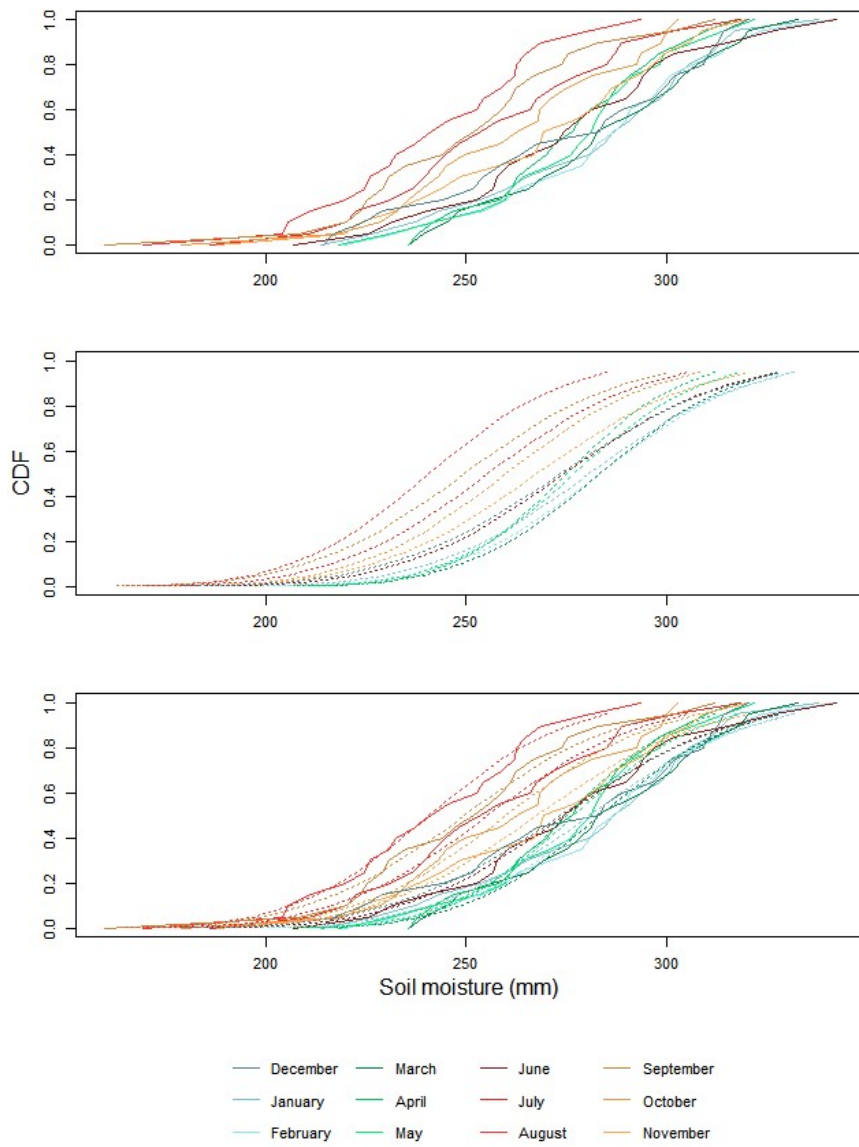 1.0
0.8
0.6
0.4
0.2
0.0
200 250 300
1.0
0.8
0.6
0.4
0.2
0.0
CDF
200 250 300
1.0
0.8
0.6
0.4
0.2
0.0
200 250 300
Soil moisture (mm)
December March June September
January April July October
February May August November